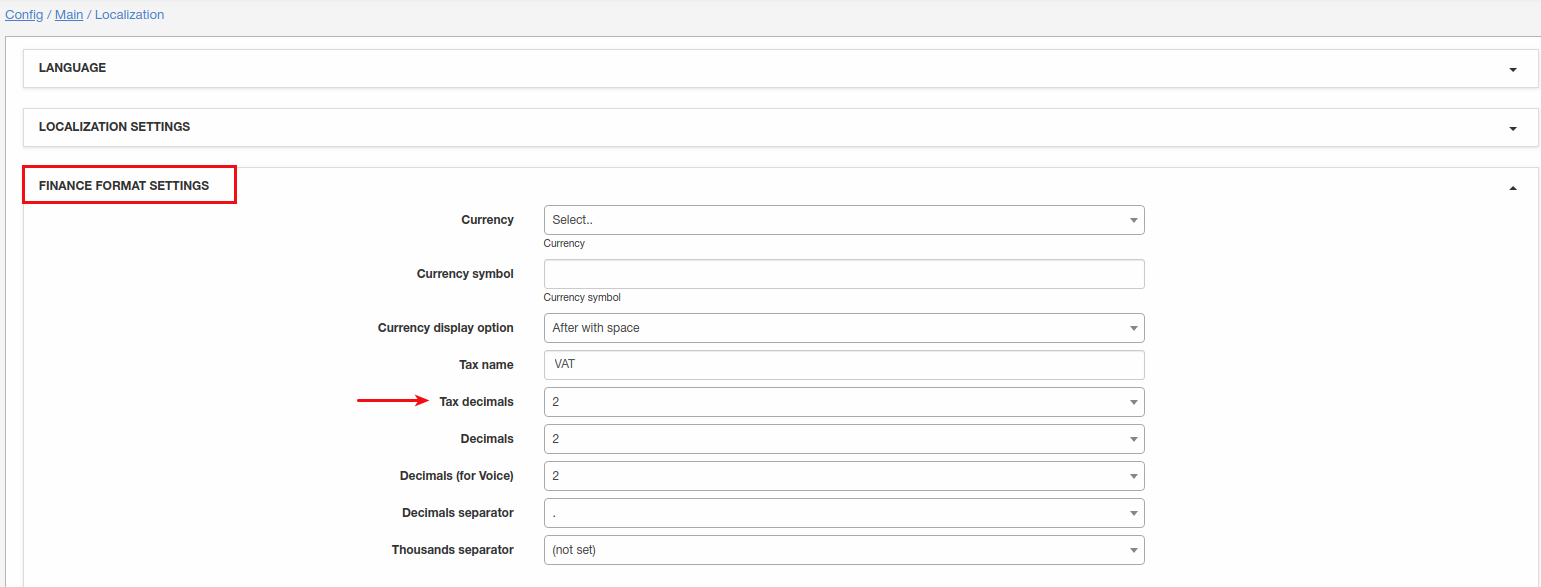 Config / Main / Localization
LANGUAGE
LOCALIZATION SETTINGS
FINANCE FORMAT SETTINGS
Currency Select..
Currency
Currency symbol
Currency symbol
Currency display option After with space
Tax name VAT
Tax decimals 2
Decimals 2
Decimals (for Voice) 2
Decimals separator .
Thousands separator (not set)